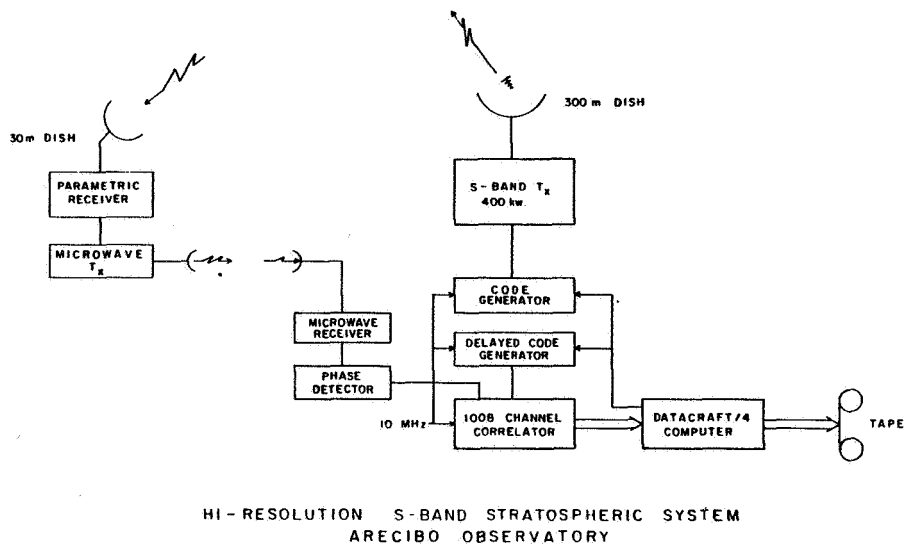 30m DISH
300 m DISH
PARAMETRIC
RECEIVER
S-BAND Tx
400 kw.
MICROWAVE
Tx
CODE
GENERATOR
MICROWAVE
RECEIVER
DELAYED CODE
GENERATOR
PHASE
DETECTOR
10 MHz
1008 CHANNEL
CORRELATOR
DATACRAFT/4
COMPUTER
TAPE
HI-RESOLUTION S-BAND STRATOSPHERIC SYSTEM
ARECIBO OBSERVATORY